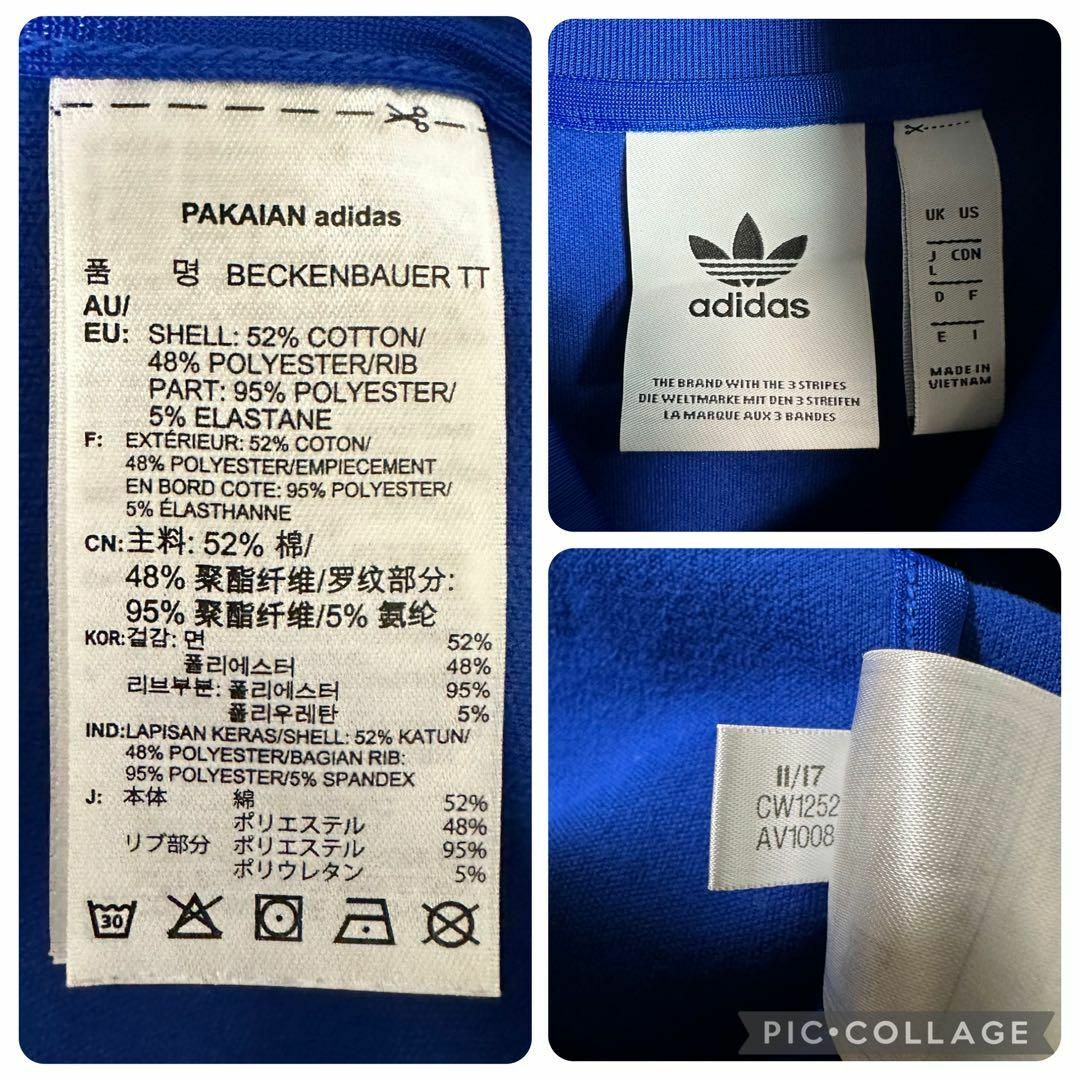 PAKAIAN adidas
품 명 BECKENBAUER TT
AU/
EU: SHELL: 52% COTTON/
48% POLYESTER/RIB
PART: 95% POLYESTER/
5% ELASTANE
F: EXTÉRIEUR: 52% COTON/
48% POLYESTER/EMPIECEMENT
EN BORD COTE: 95% POLYESTER/
5% ÉLASTHANNE
CN: 主料: 52% 棉/
48% 聚酯纤维/罗纹部分:
95% 聚酯纤维/5% 氨纶
KOR: 겉감: 면 52%
폴리에스터 48%
리브부분: 폴리에스터 95%
폴리우레탄 5%
IND: LAPISAN KERAS/SHELL: 52% KATUN/
48% POLYESTER/BAGIAN RIB:
95% POLYESTER/5% SPANDEX
J: 本体 綿 52%
ポリエステル 48%
リブ部分 ポリエステル 95%
ポリウレタン 5%
30
adidas
THE BRAND WITH THE 3 STRIPES
DIE WELTMARKE MIT DEN 3 STREIFEN
LA MARQUE AUX 3 BANDES
UK US
J CDN
L
D F
E I
MADE IN
VIETNAM
11/17
CW1252
AV1008
PIC•COLLAGE